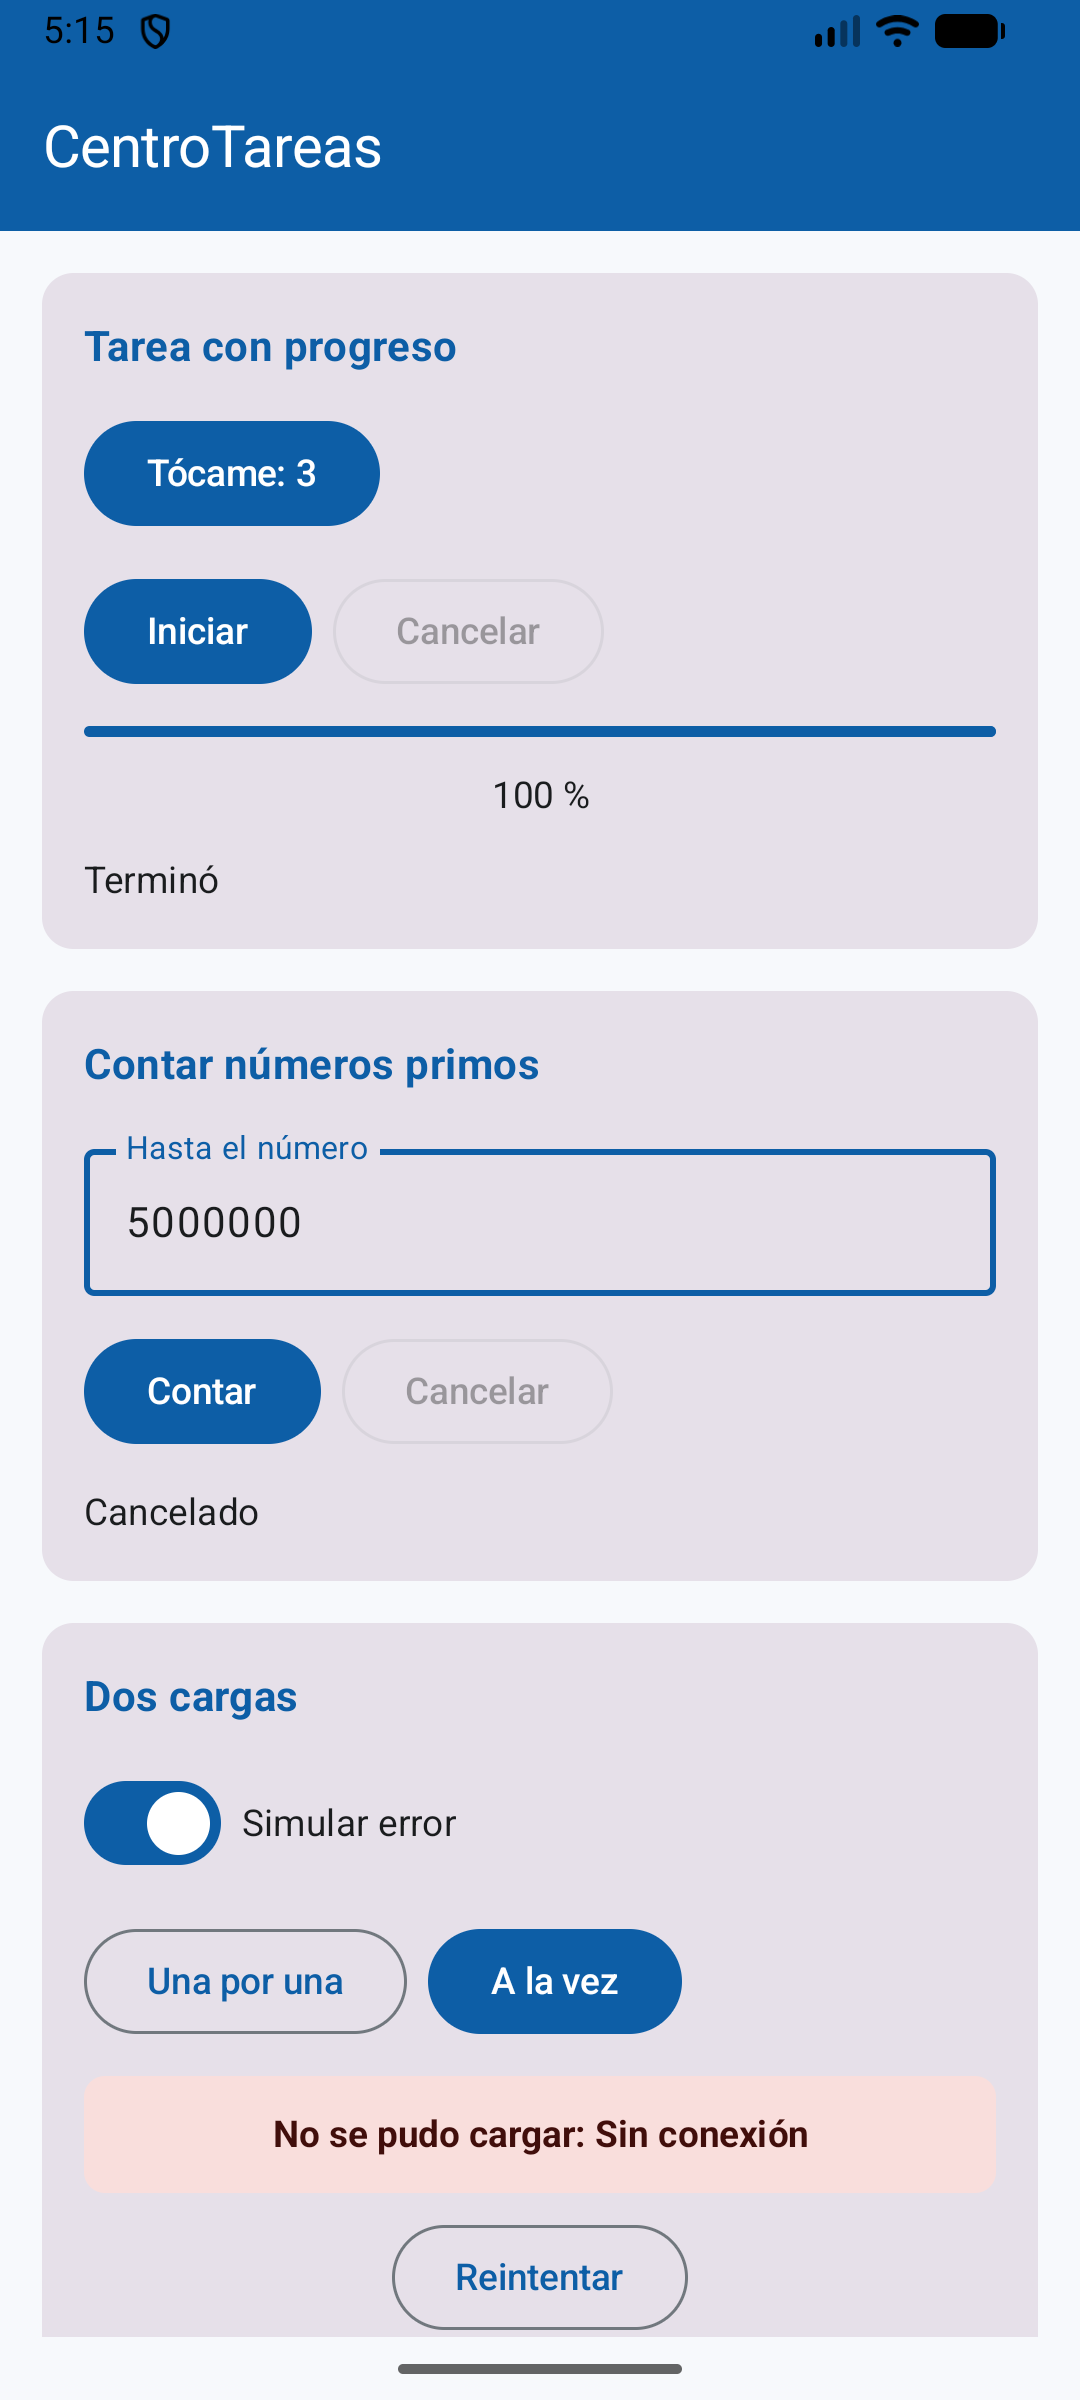 5:15
CentroTareas
Tarea con progreso
Tócame: 3
Iniciar
Cancelar
100 %
Terminó
Contar números primos
Hasta el número
5000000
Contar
Cancelar
Cancelado
Dos cargas
Simular error
Una por una
A la vez
No se pudo cargar: Sin conexión
Reintentar